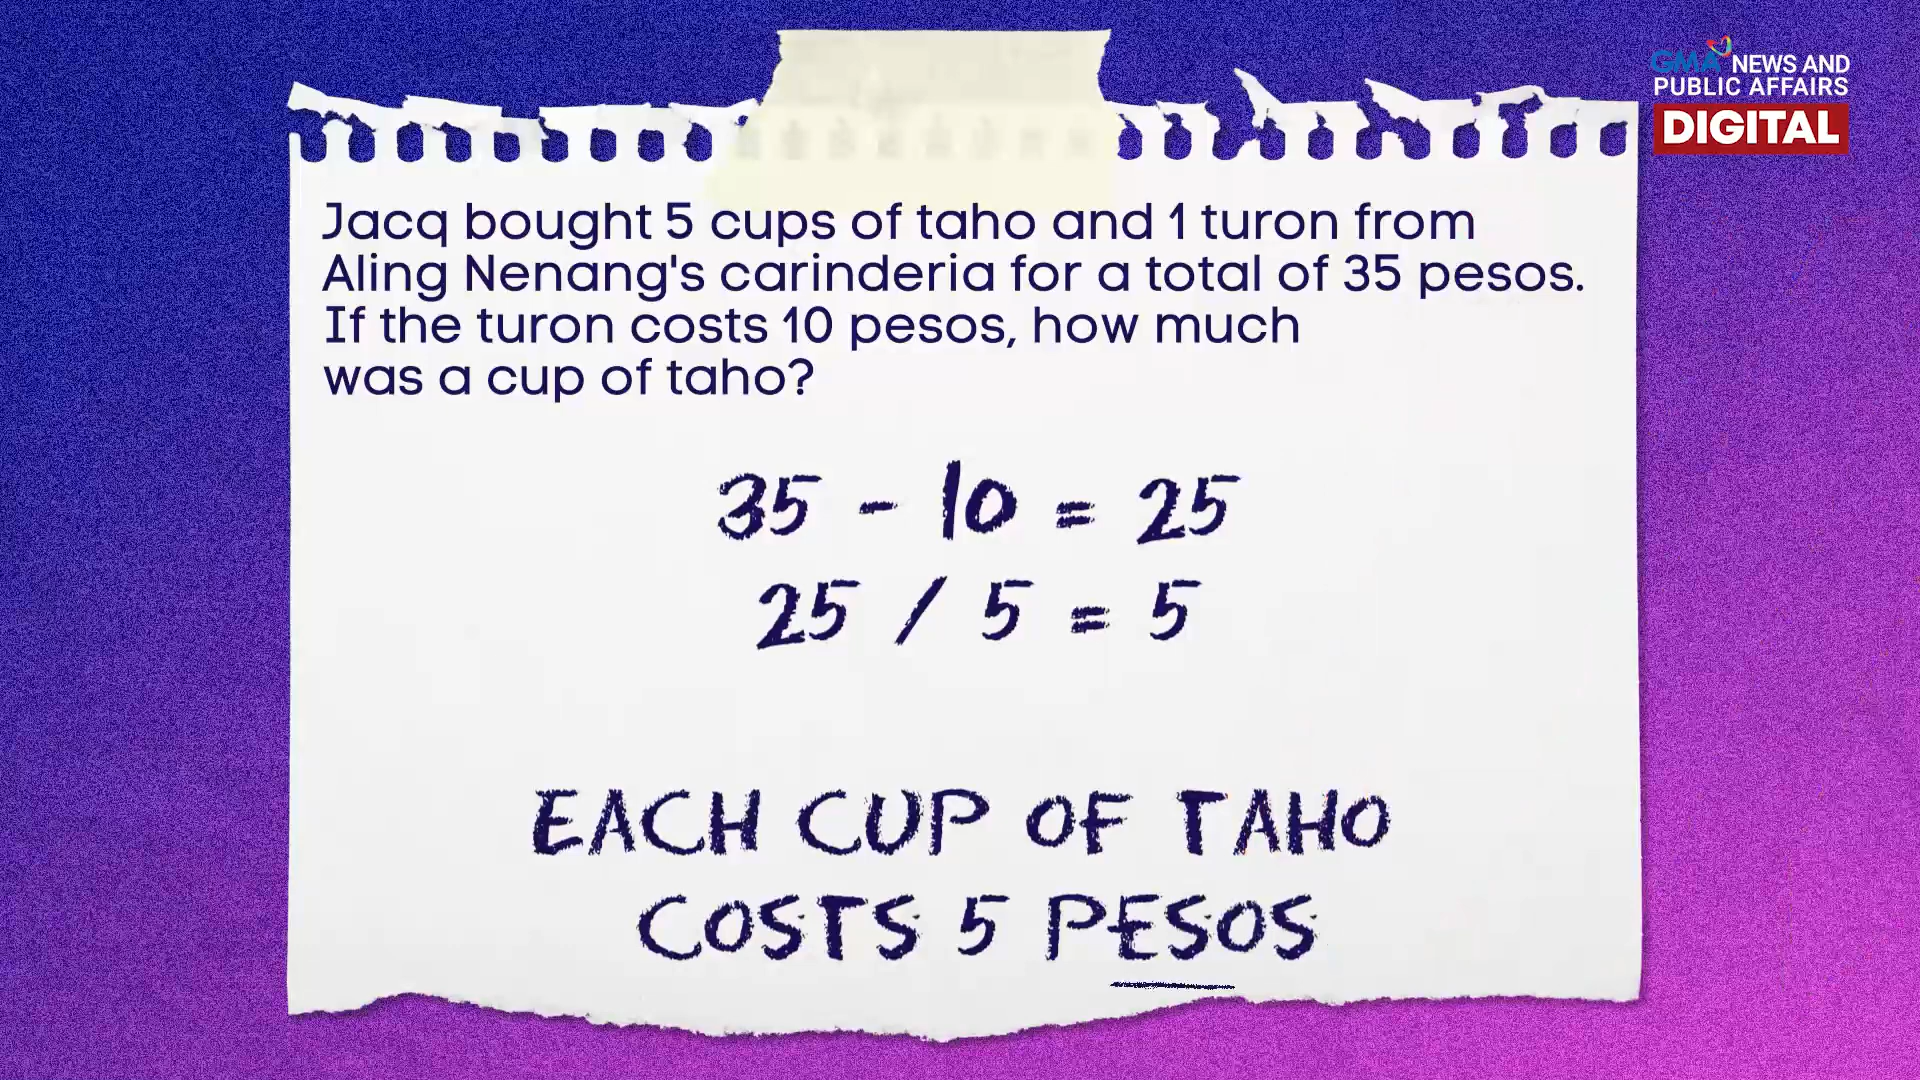 GMA NEWS AND
PUBLIC AFFAIRS
DIGITAL
Jacq bought 5 cups of taho and 1 turon from
Aling Nenang's carinderia for a total of 35 pesos.
If the turon costs 10 pesos, how much
was a cup of taho?
35 - 10 = 25
25 / 5 = 5
EACH CUP OF TAHO
COSTS 5 PESOS